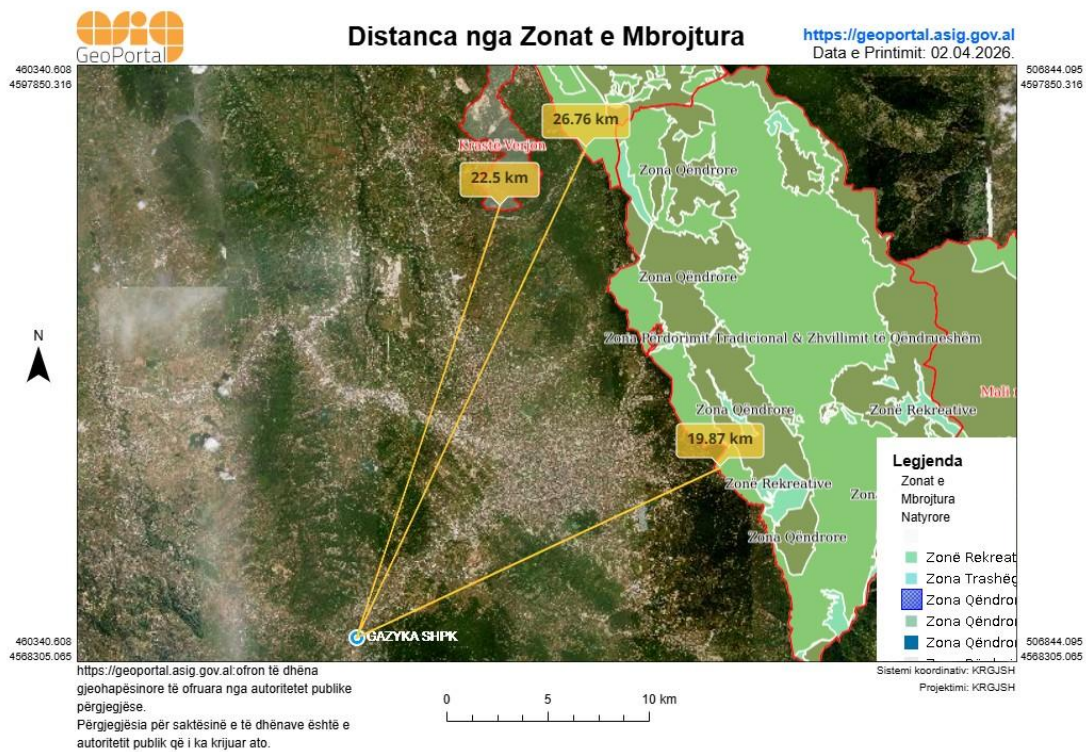 asig
GeoPortal
Distanca nga Zonat e Mbrojtura
https://geoportal.asig.gov.al
Data e Printimit: 02.04.2026.
460340.608
4597850.316
506844.095
4597850.316
26.76 km
Krastë-Verjon
22.5 km
Zona Qëndrore
Zona Qëndrore
N
Zona Përdorimit Tradicional & Zhvillimit të Qëndrueshëm
Mali
Zona Qëndrore
Zonë Rekreative
19.87 km
Zonë Rekreative
Zona
Zona Qëndrore
Legjenda
Zonat e
Mbrojtura
Natyrore
Zonë Rekreat
Zona Trashëg
Zona Qëndror
Zona Qëndror
Zona Qëndror
GAZYKA SHPK
460340.608
4568305.065
506844.095
4568305.065
https://geoportal.asig.gov.al:ofron të dhëna
gjeohapësinore të ofruara nga autoritetet publike
përgjegjëse.
Përgjegjësia për saktësinë e të dhënave është e
autoritetit publik që i ka krijuar ato.
0 5 10 km
Sistemi koordinativ: KRGJSH
Projektimi: KRGJSH